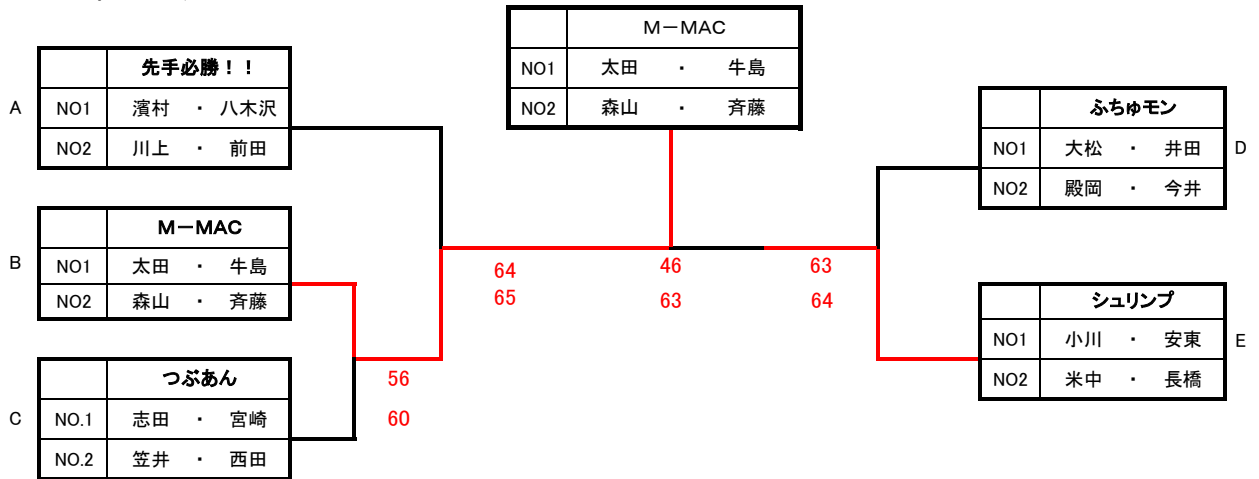 M－MAC
NO1 太田 ・ 牛島
NO2 森山 ・ 斉藤
先手必勝！！
A NO1 濱村 ・ 八木沢
NO2 川上 ・ 前田
M－MAC
B NO1 太田 ・ 牛島
NO2 森山 ・ 斉藤
つぶあん
C NO.1 志田 ・ 宮崎
NO.2 笠井 ・ 西田
ふちゅモン
NO1 大松 ・ 井田 D
NO2 殿岡 ・ 今井
シュリンプ
NO1 小川 ・ 安東 E
NO2 米中 ・ 長橋
64 46 63
65 63 64
56
60